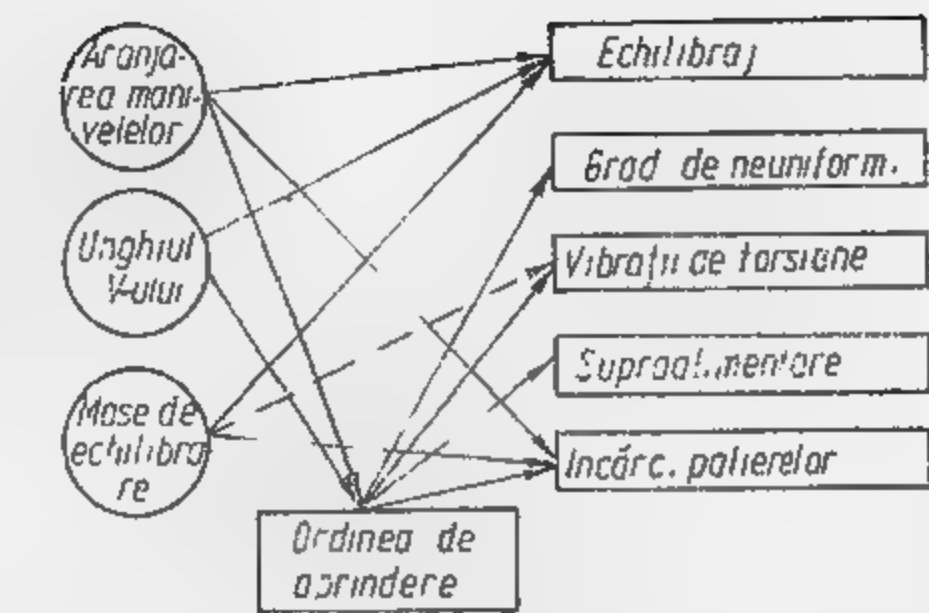 Aranja-
rea mani-
velelor
Unghiul
V-ului
Mase de
echilibra
re
Ordinea de
aprindere
Echilibraj
Grad de neuniform.
Vibrații de torsiune
Supraalimentare
Incărc. palierelor